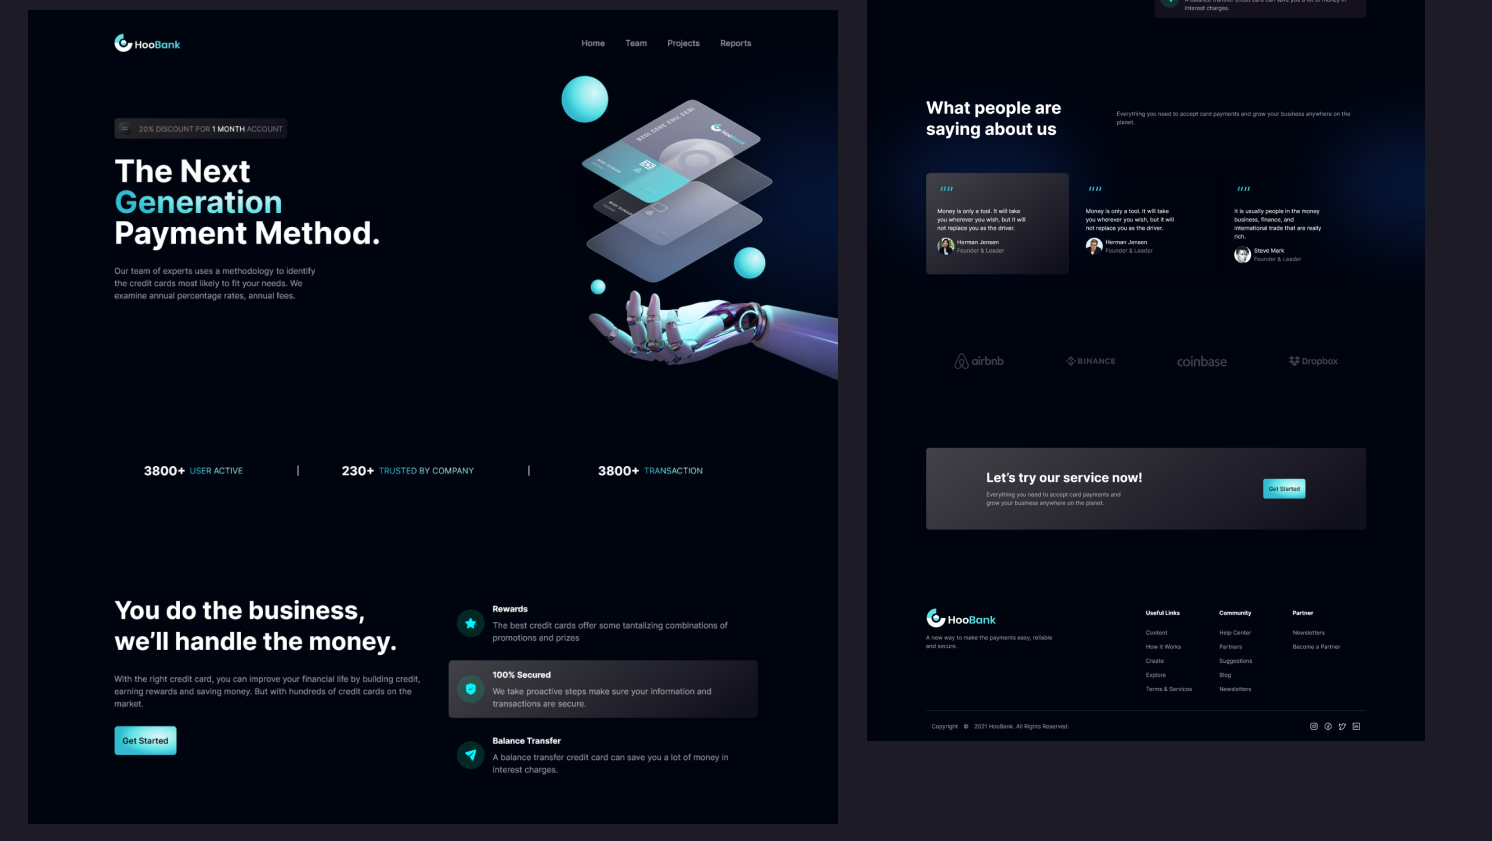 HooBank
Home Team Projects Reports
20% DISCOUNT FOR 1 MONTH ACCOUNT
The Next
Generation
Payment Method.
Our team of experts uses a methodology to identify
the credit cards most likely to fit your needs. We
examine annual percentage rates, annual fees.
HooBank
3800+ USER ACTIVE | 230+ TRUSTED BY COMPANY | 3800+ TRANSACTION
You do the business,
we’ll handle the money.
With the right credit card, you can improve your financial life by building credit,
earning rewards and saving money. But with hundreds of credit cards on the
market.
Get Started
Rewards
The best credit cards offer some tantalizing combinations of
promotions and prizes
100% Secured
We take proactive steps make sure your information and
transactions are secure.
Balance Transfer
A balance transfer credit card can save you a lot of money in
interest charges.
A balance transfer credit card can save you a lot of money in
interest charges.
What people are
saying about us
Everything you need to accept card payments and grow your business anywhere on the
planet.
Money is only a tool. It will take
you wherever you wish, but it will
not replace you as the driver.
Herman Jensen
Founder & Leader
Money is only a tool. It will take
you wherever you wish, but it will
not replace you as the driver.
Herman Jensen
Founder & Leader
It is usually people in the money
business, finance, and
international trade that are really
rich.
Steve Mark
Founder & Leader
airbnb BINANCE coinbase Dropbox
Let’s try our service now!
Everything you need to accept card payments and
grow your business anywhere on the planet.
Get Started
HooBank
A new way to make the payments easy, reliable
and secure.
Useful Links
Content
How it Works
Create
Explore
Terms & Services
Community
Help Center
Partners
Suggestions
Blog
Newsletters
Partner
Newsletters
Become a Partner
Copyright © 2021 HooBank. All Rights Reserved.